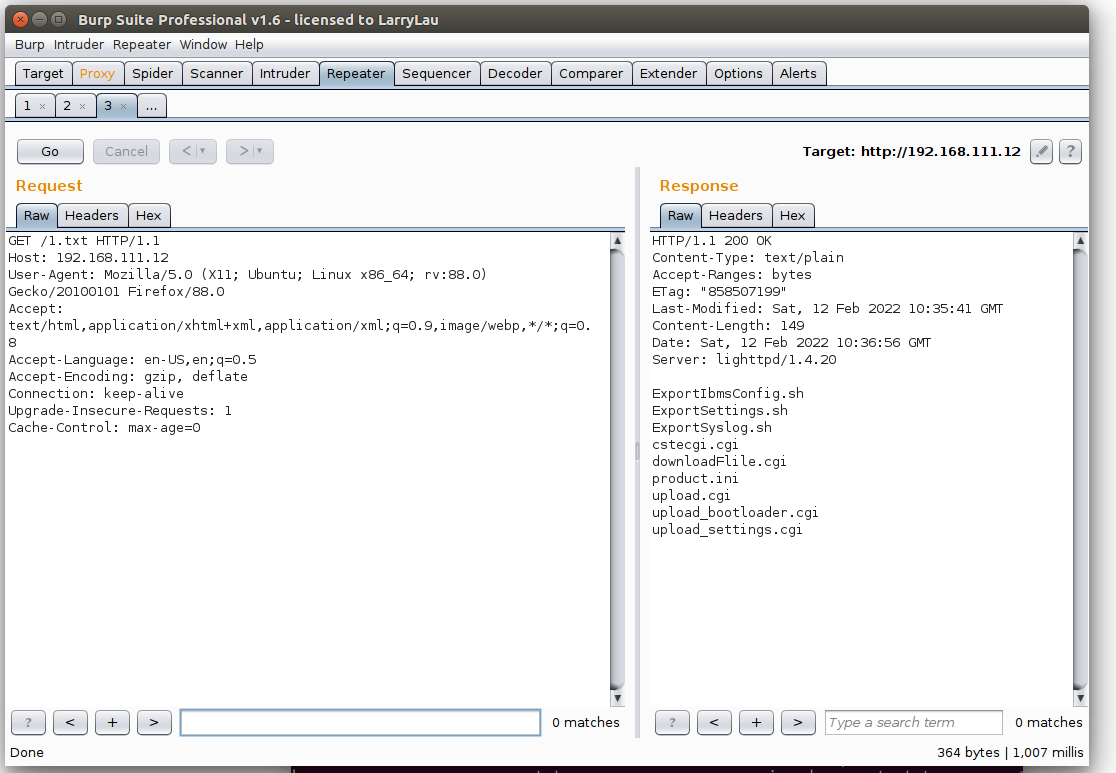 Burp Suite Professional v1.6 - licensed to LarryLau
Burp Intruder Repeater Window Help
Target Proxy Spider Scanner Intruder Repeater Sequencer Decoder Comparer Extender Options Alerts
1 × 2 × 3 × ...
Go Cancel < > Target: http://192.168.111.12 ?
Request
Raw Headers Hex
GET /1.txt HTTP/1.1
Host: 192.168.111.12
User-Agent: Mozilla/5.0 (X11; Ubuntu; Linux x86_64; rv:88.0)
Gecko/20100101 Firefox/88.0
Accept:
text/html,application/xhtml+xml,application/xml;q=0.9,image/webp,*/*;q=0.
8
Accept-Language: en-US,en;q=0.5
Accept-Encoding: gzip, deflate
Connection: keep-alive
Upgrade-Insecure-Requests: 1
Cache-Control: max-age=0
? < + > 0 matches
Response
Raw Headers Hex
HTTP/1.1 200 OK
Content-Type: text/plain
Accept-Ranges: bytes
ETag: "858507199"
Last-Modified: Sat, 12 Feb 2022 10:35:41 GMT
Content-Length: 149
Date: Sat, 12 Feb 2022 10:36:56 GMT
Server: lighttpd/1.4.20
ExportIbmsConfig.sh
ExportSettings.sh
ExportSyslog.sh
cstecgi.cgi
downloadFlile.cgi
product.ini
upload.cgi
upload_bootloader.cgi
upload_settings.cgi
? < + > Type a search term 0 matches
Done
364 bytes | 1,007 millis